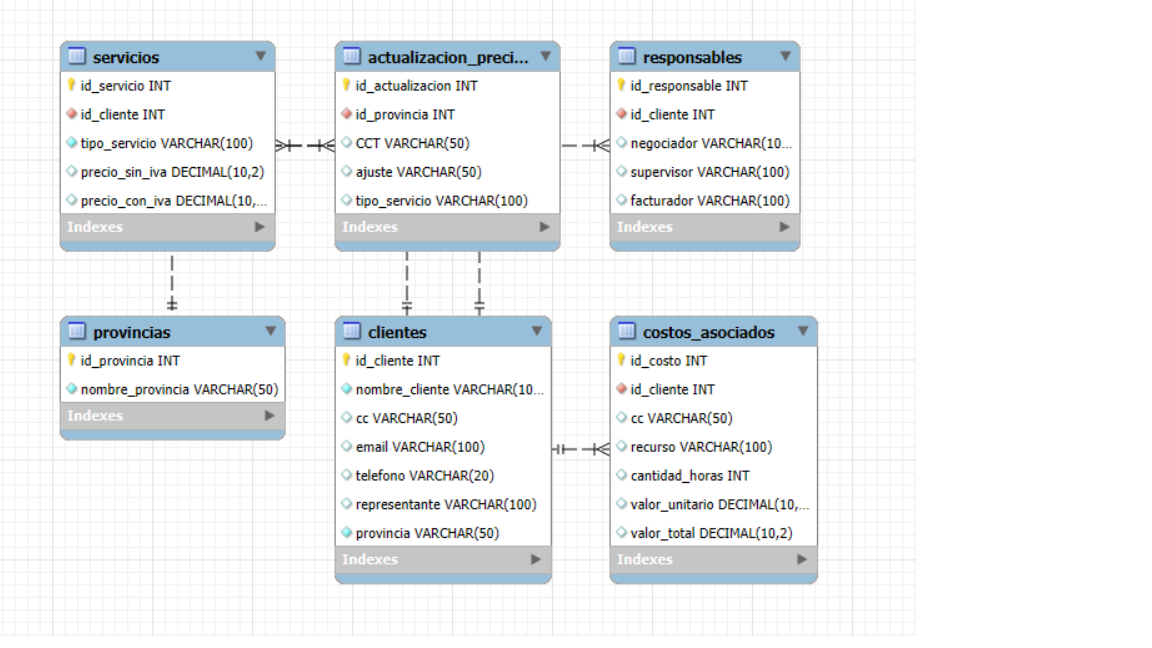 servicios
id_servicio INT
id_cliente INT
tipo_servicio VARCHAR(100)
precio_sin_iva DECIMAL(10,2)
precio_con_iva DECIMAL(10,...
Indexes
actualizacion_preci...
id_actualizacion INT
id_provincia INT
CCT VARCHAR(50)
ajuste VARCHAR(50)
tipo_servicio VARCHAR(100)
Indexes
responsables
id_responsable INT
id_cliente INT
negociador VARCHAR(10...
supervisor VARCHAR(100)
facturador VARCHAR(100)
Indexes
provincias
id_provincia INT
nombre_provincia VARCHAR(50)
Indexes
clientes
id_cliente INT
nombre_cliente VARCHAR(10...
cc VARCHAR(50)
email VARCHAR(100)
telefono VARCHAR(20)
representante VARCHAR(100)
provincia VARCHAR(50)
Indexes
costos_asociados
id_costo INT
id_cliente INT
cc VARCHAR(50)
recurso VARCHAR(100)
cantidad_horas INT
valor_unitario DECIMAL(10,...
valor_total DECIMAL(10,2)
Indexes